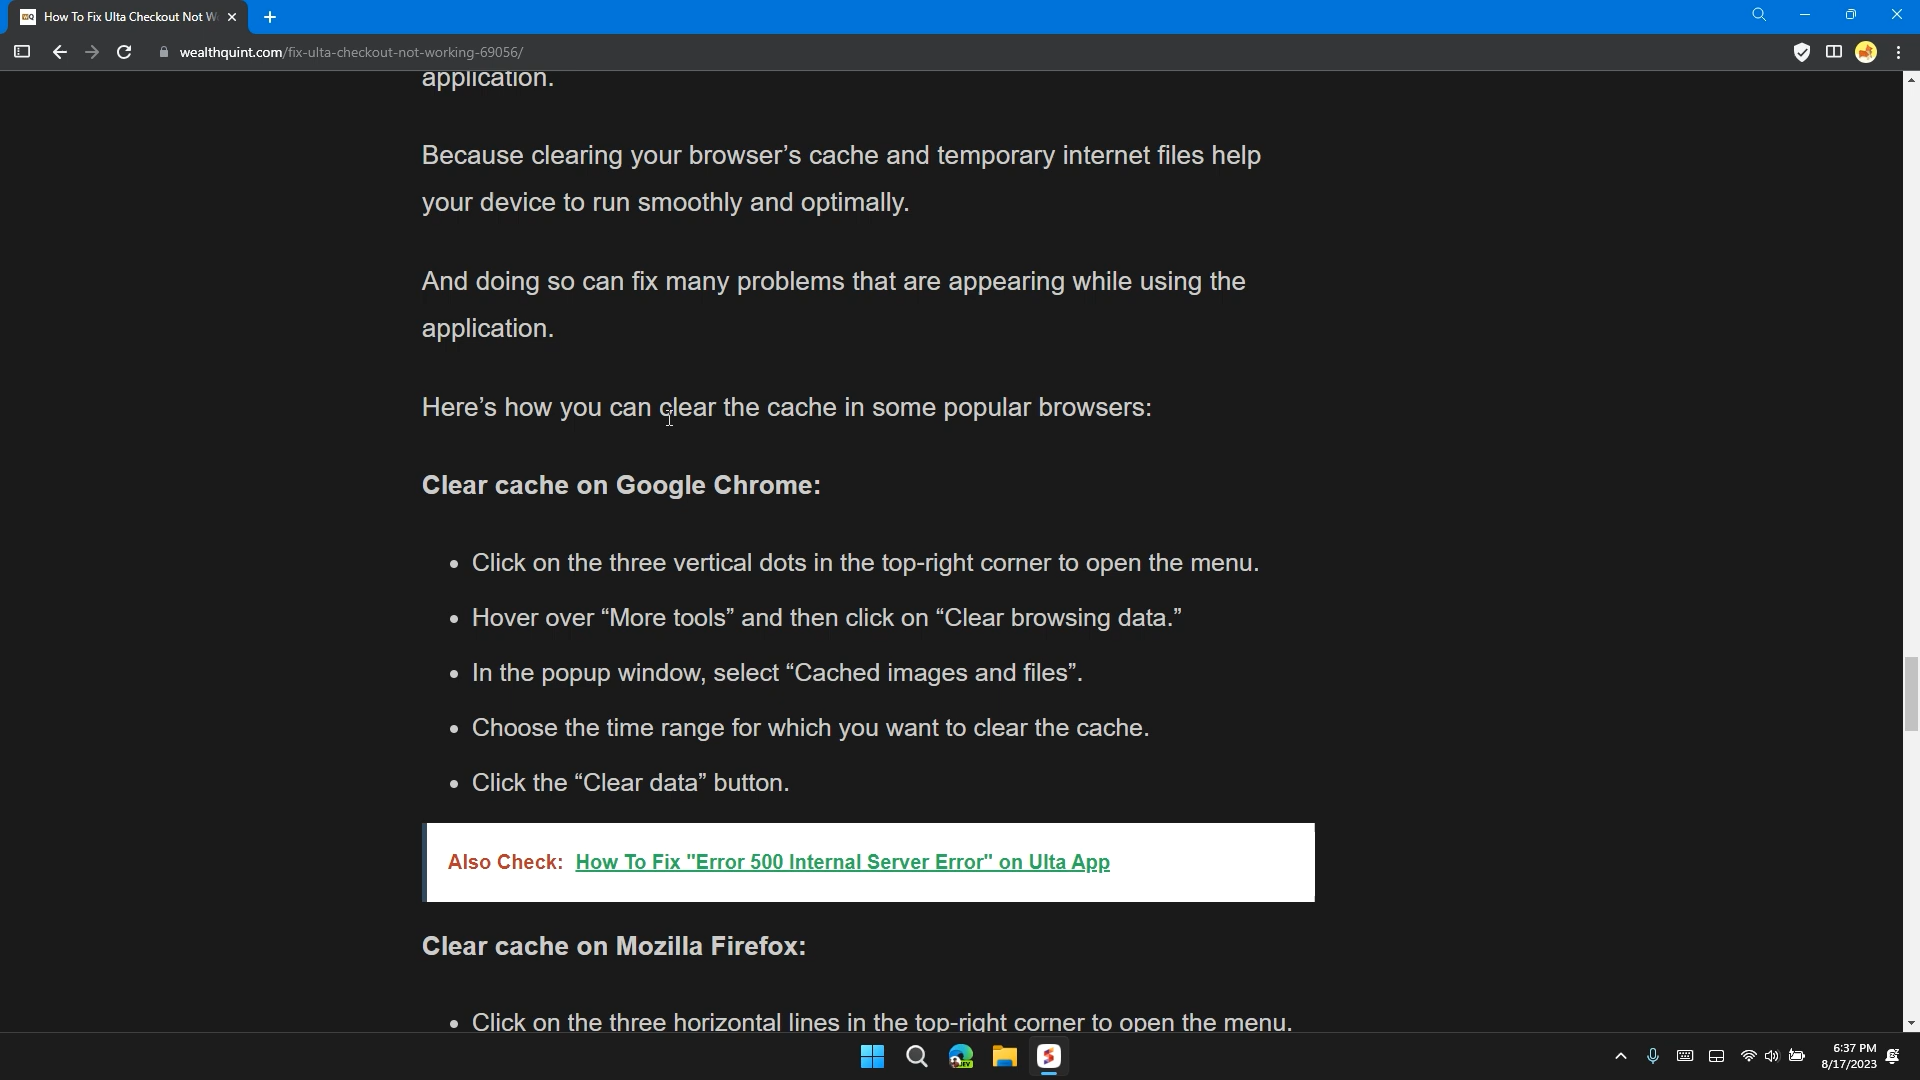 How To Fix Ulta Checkout Not W
wealthquint.com/fix-ulta-checkout-not-working-69056/
application.
Because clearing your browser’s cache and temporary internet files help
your device to run smoothly and optimally.
And doing so can fix many problems that are appearing while using the
application.
Here’s how you can clear the cache in some popular browsers:
Clear cache on Google Chrome:
• Click on the three vertical dots in the top-right corner to open the menu.
• Hover over “More tools” and then click on “Clear browsing data.”
• In the popup window, select “Cached images and files”.
• Choose the time range for which you want to clear the cache.
• Click the “Clear data” button.
Also Check: How To Fix "Error 500 Internal Server Error" on Ulta App
Clear cache on Mozilla Firefox:
• Click on the three horizontal lines in the top-right corner to open the menu.
6:37 PM
8/17/2023